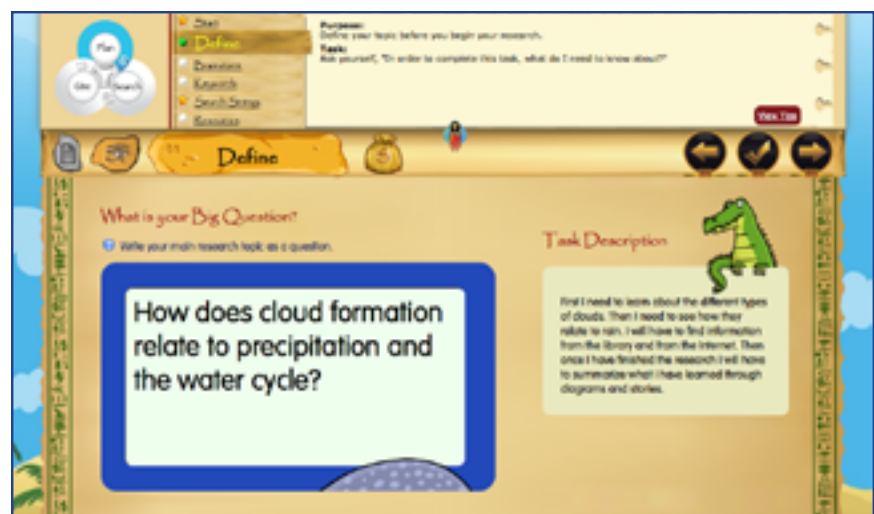 Plan
Cite
Search
Start
Define
Keywords
Search Strings
Purpose:
Define your topic before you begin your research.
Task:
Ask yourself, "In order to complete this task, what do I need to know about?"
View Tips
Define
What is your Big Question?
Write your main research topic as a question.
How does cloud formation
relate to precipitation and
the water cycle?
Task Description
First I need to learn about the different types
of clouds. Then I need to see how they
relate to rain. I will have to find information
from the library and from the internet. Then
once I have finished the research I will have
to summarize what I have learned through
diagrams and stories.